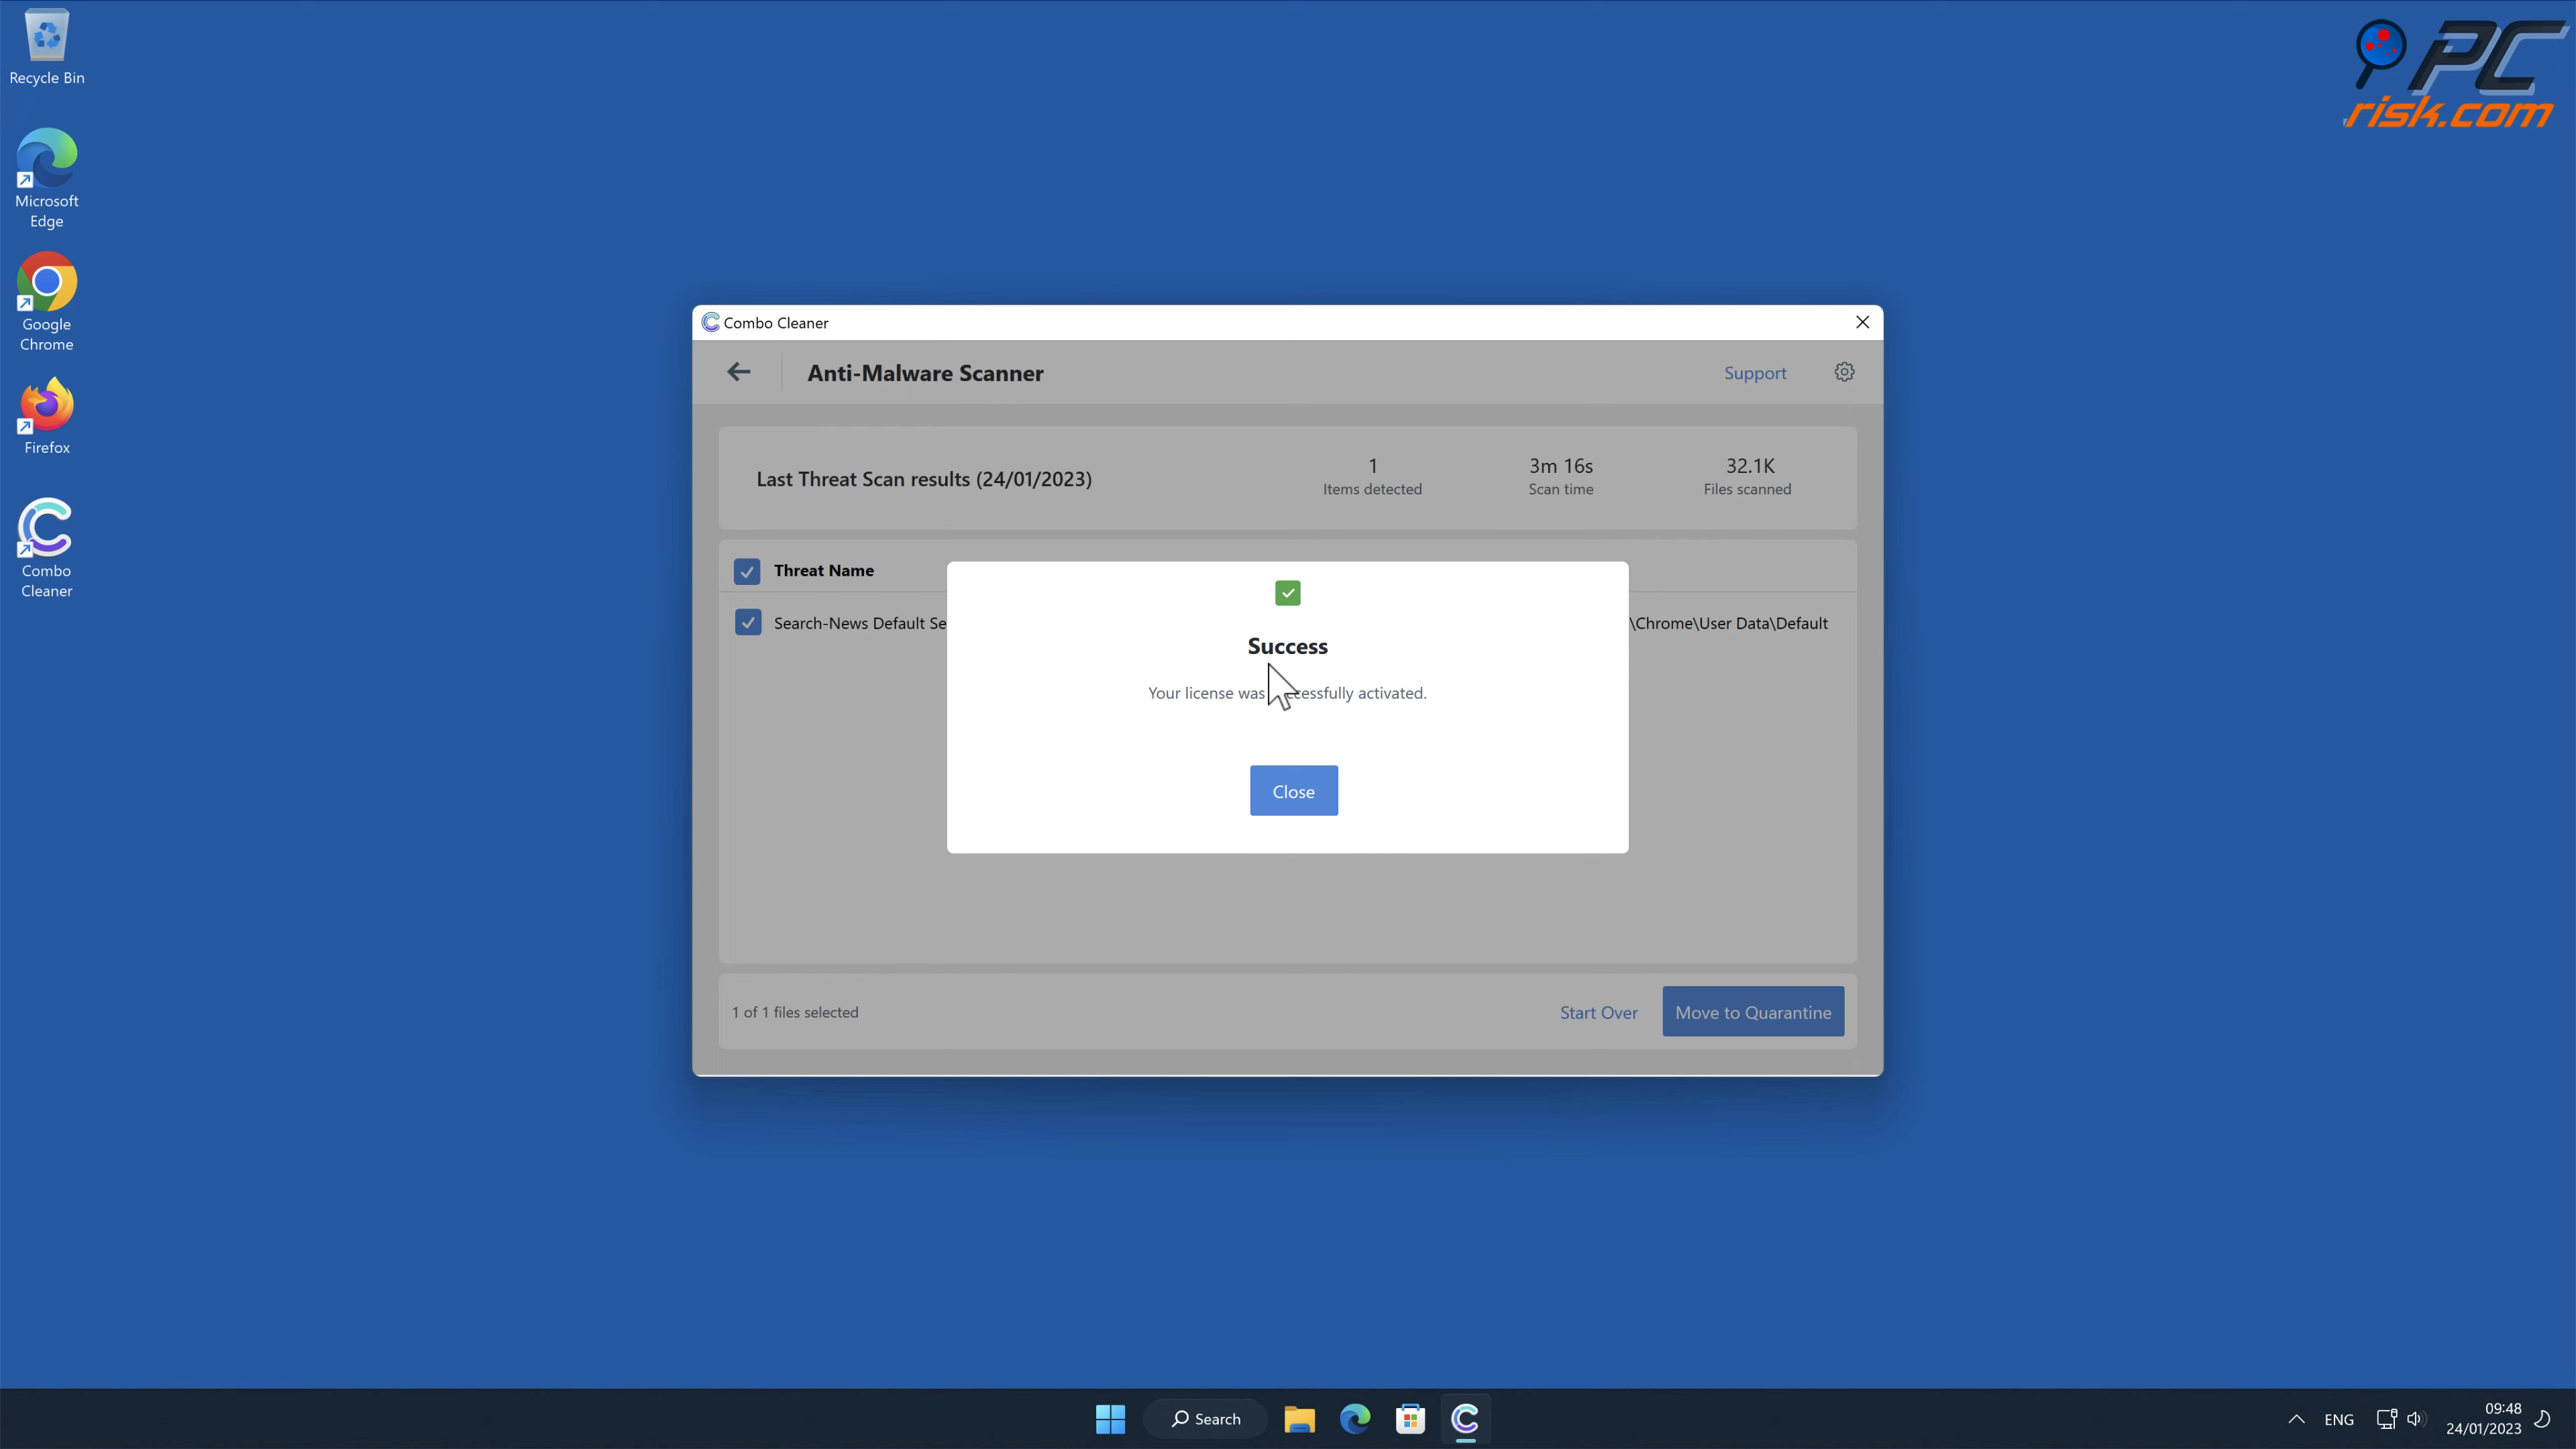 Recycle Bin
PC
risk.com
Microsoft
Edge
Google
Chrome
Firefox
Combo
Cleaner
Combo Cleaner
Anti-Malware Scanner
Support
Last Threat Scan results (24/01/2023)
1
Items detected
3m 16s
Scan time
32.1K
Files scanned
Threat Name
Search-News Default Se
\Chrome\User Data\Default
Success
Your license was cessfully activated.
Close
1 of 1 files selected
Start Over
Move to Quarantine
Search
ENG
09:48
24/01/2023